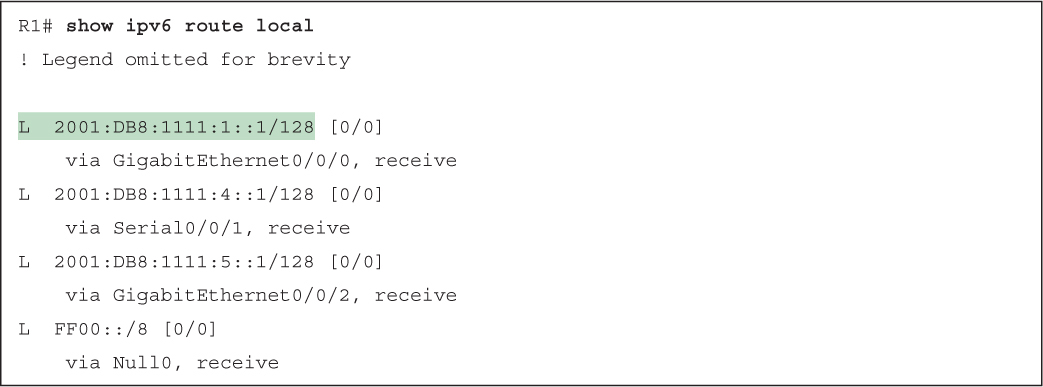 R1# show ipv6 route local
! Legend omitted for brevity
L 2001:DB8:1111:1::1/128 [0/0]
via GigabitEthernet0/0/0, receive
L 2001:DB8:1111:4::1/128 [0/0]
via Serial0/0/1, receive
L 2001:DB8:1111:5::1/128 [0/0]
via GigabitEthernet0/0/2, receive
L FF00::/8 [0/0]
via Null0, receive